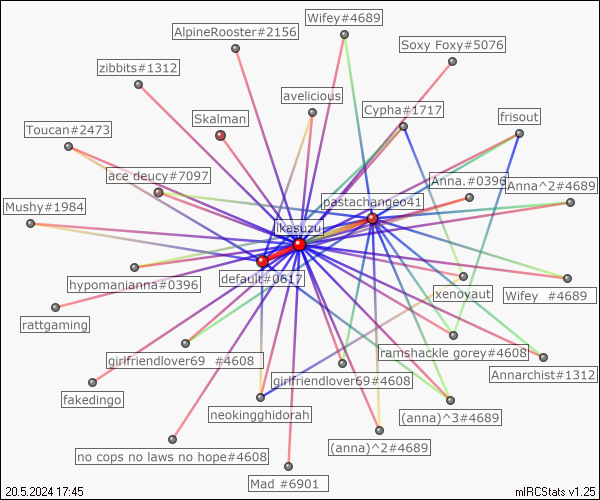 Wifey#4689
AlpineRooster#2156
Soxy Foxy#5076
zibbits#1312
avelicious
Cypha#1717
frisout
Skalman
Toucan#2473
ace deucy#7097
Anna.#0396
Anna^2#4689
pastachangeo41
Mushy#1984
ikasuzu
default#0617
hypomanianna#0396
xenoyaut
Wifey  #4689
rattgaming
girlfriendlover69  #4608
ramshackle gorey#4608
Annarchist#1312
girlfriendlover69#4608
fakedingo
neokingghidorah
(anna)^3#4689
(anna)^2#4689
no cops no laws no hope#4608
Mad #6901
20.5.2024 17:45
mIRCStats v1.25